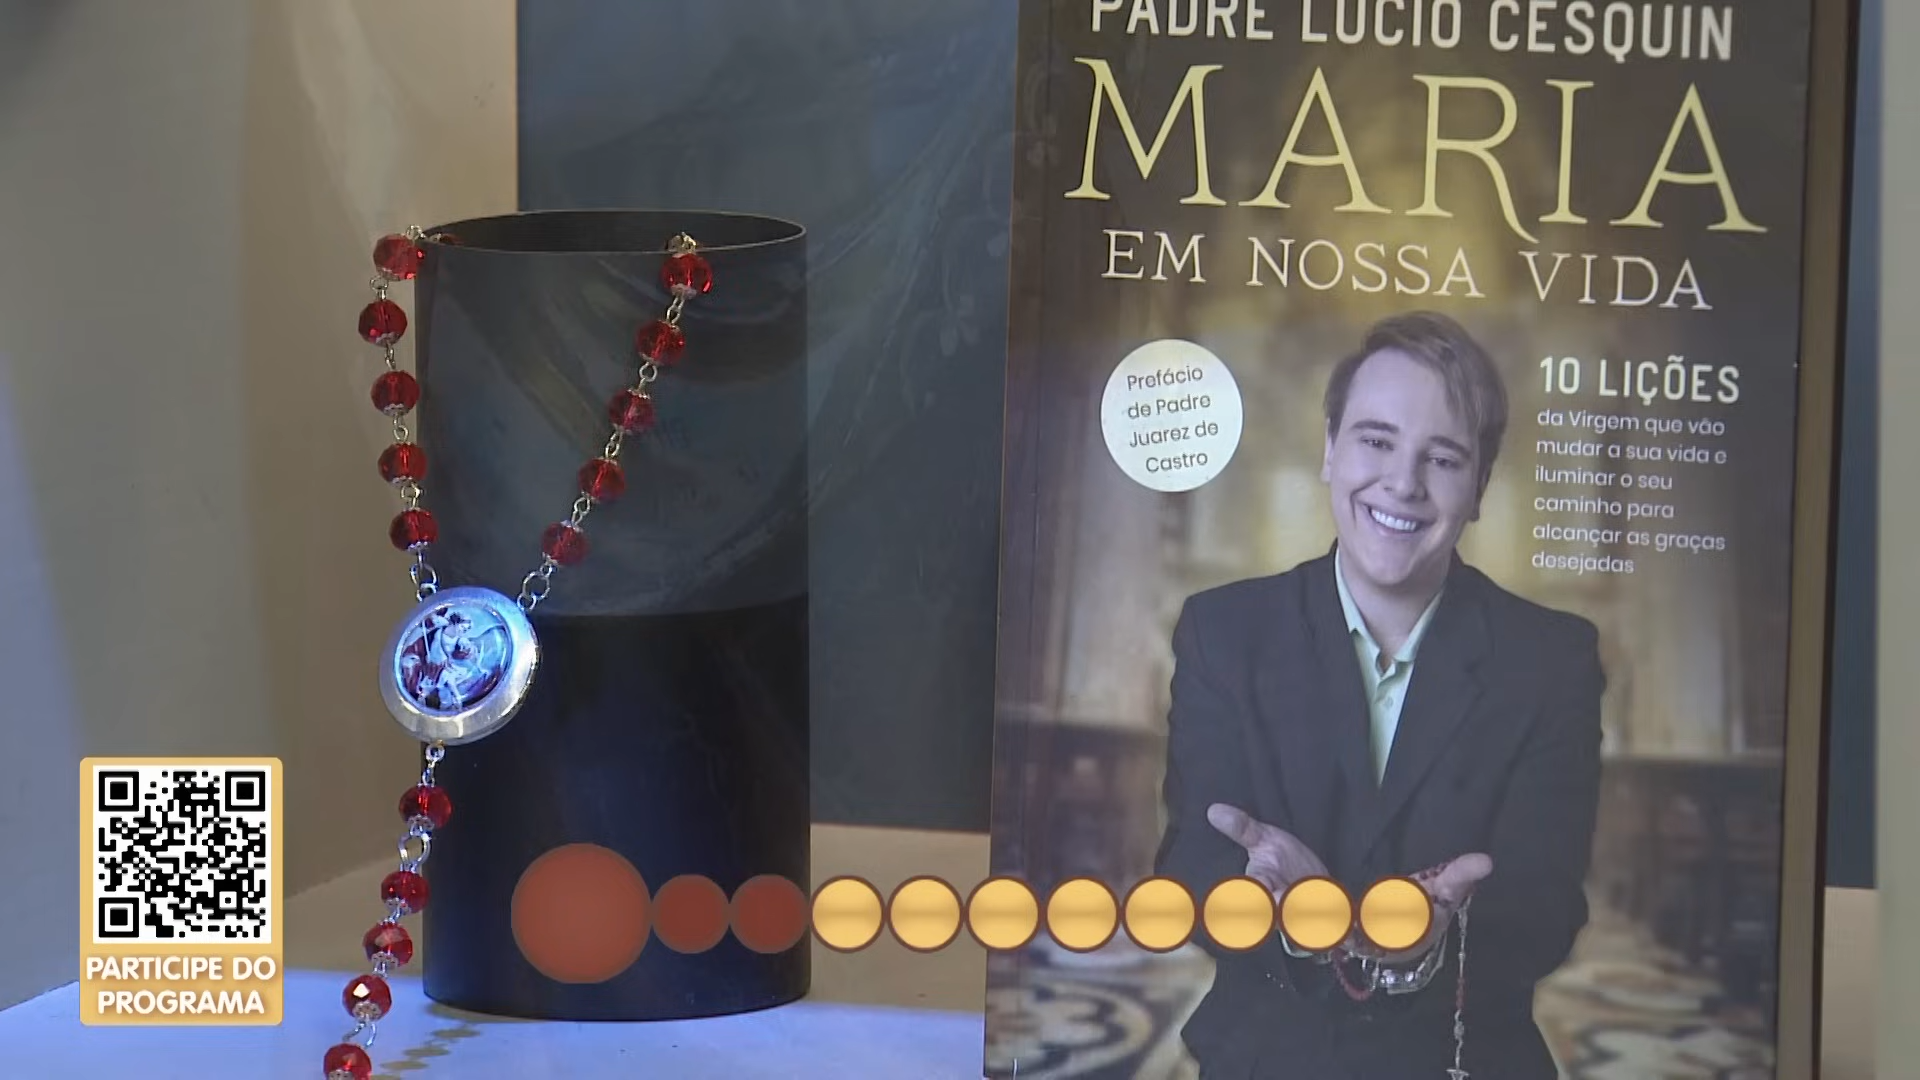 PADRE LUCIO CESQUIN
MARIA
EM NOSSA VIDA
Prefácio
de Padre
Juarez de
Castro
10 LIÇÕES
da Virgem que vão
mudar a sua vida e
iluminar o seu
caminho para
alcançar as graças
desejadas
PARTICIPE DO
PROGRAMA